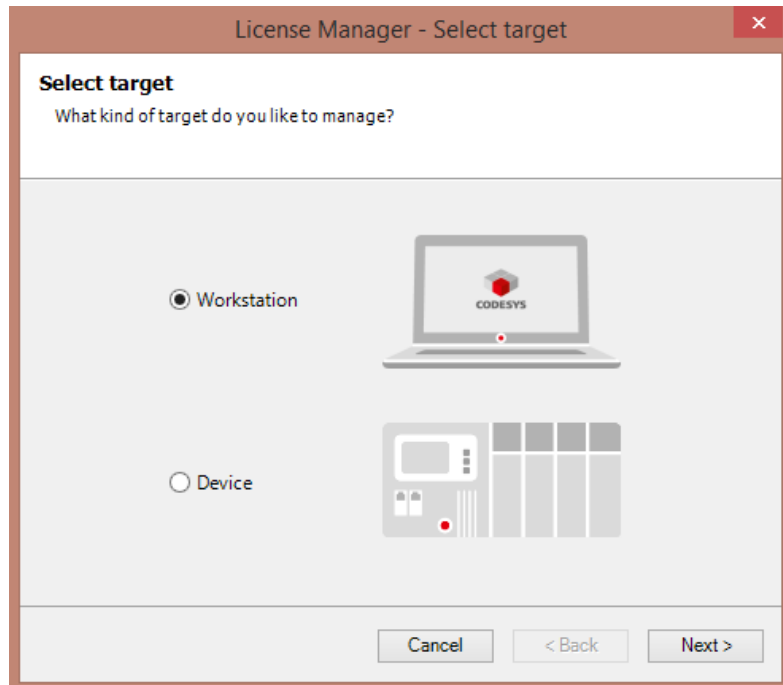 License Manager - Select target
Select target
What kind of target do you like to manage?
Workstation
CODESYS
Device
Cancel
< Back
Next >